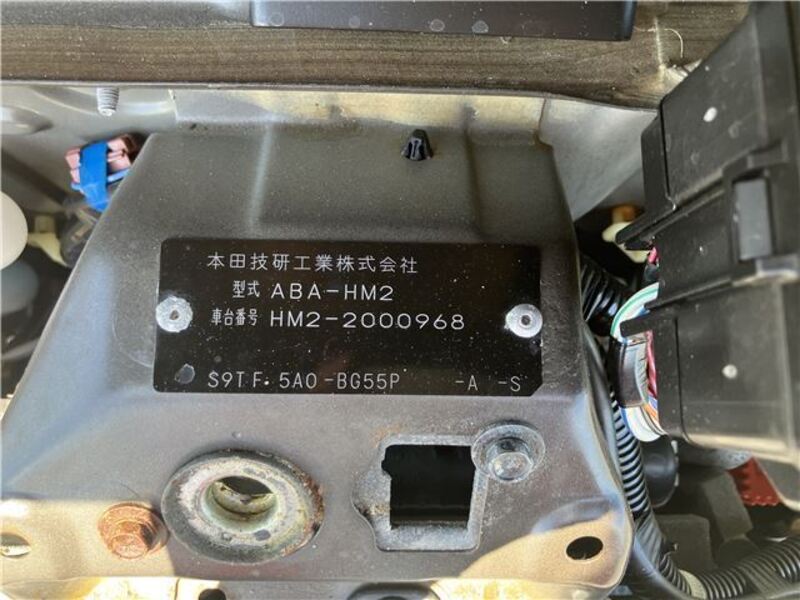 本田技研工業株式会社
型式 ABA-HM2
車台番号 HM2-2000968
S9TF.5A0-BG55P -A -S